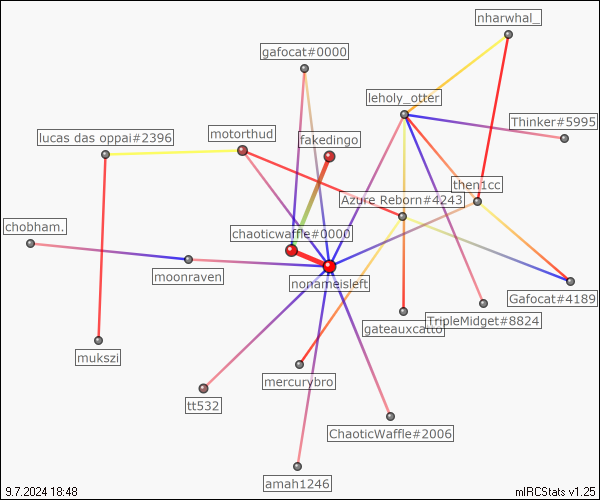 nharwhal_
gafocat#0000
leholy_otter
Thinker#5995
motorthud
lucas das oppai#2396
fakedingo
then1cc
Azure Reborn#4243
chobham.
chaoticwaffle#0000
moonraven
nonameisleft
Gafocat#4189
TripleMidget#8824
gateauxcatto
mukszi
mercurybro
tt532
ChaoticWaffle#2006
amah1246
9.7.2024 18:48
mIRCStats v1.25